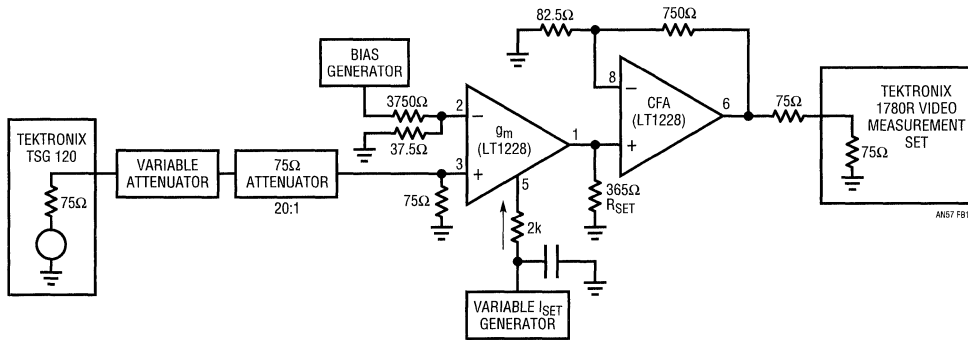 82.5Ω
750Ω
BIAS
GENERATOR
3750Ω
37.5Ω
2
−
gm
(LT1228)
3
+
1
5
8
−
CFA
(LT1228)
+
6
75Ω
TEKTRONIX
1780R VIDEO
MEASUREMENT
SET
75Ω
TEKTRONIX
TSG 120
75Ω
VARIABLE
ATTENUATOR
75Ω
ATTENUATOR
20:1
75Ω
365Ω
RSET
2k
VARIABLE ISET
GENERATOR
AN57 FB1